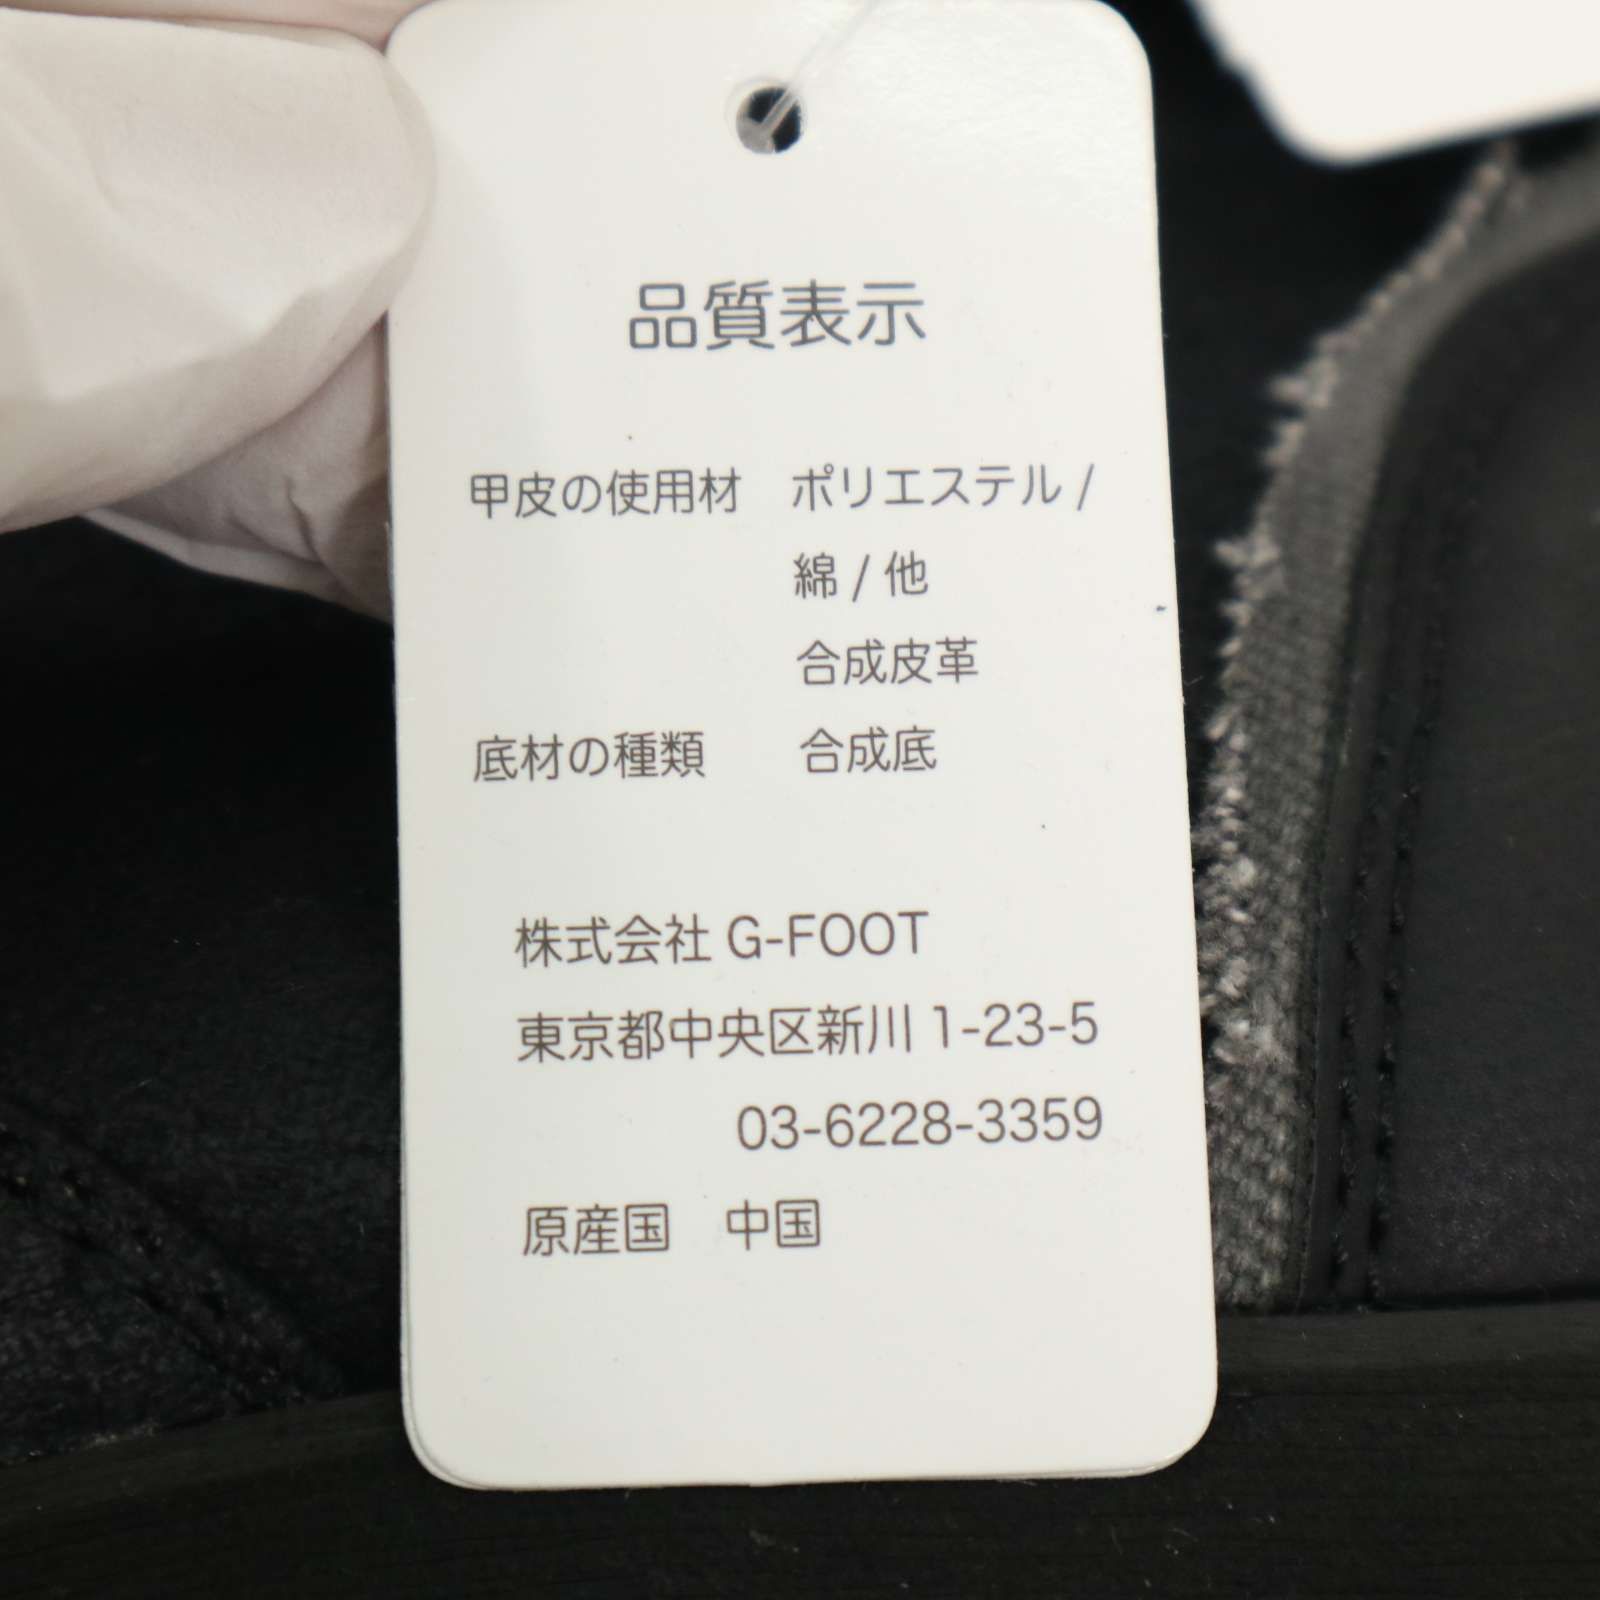 品質表示
甲皮の使用材　ポリエステル /
綿 / 他
合成皮革
底材の種類　合成底
株式会社 G-FOOT
東京都中央区新川 1-23-5
03-6228-3359
原産国　中国